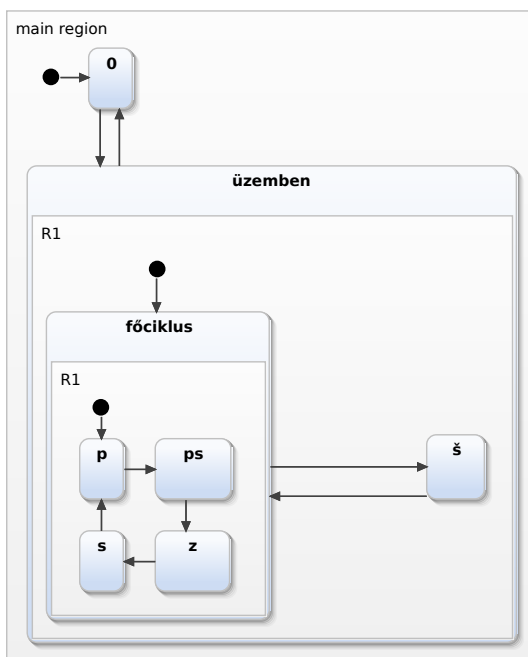 main region
0
üzemben
R1
főciklus
R1
p
ps
š
s
z